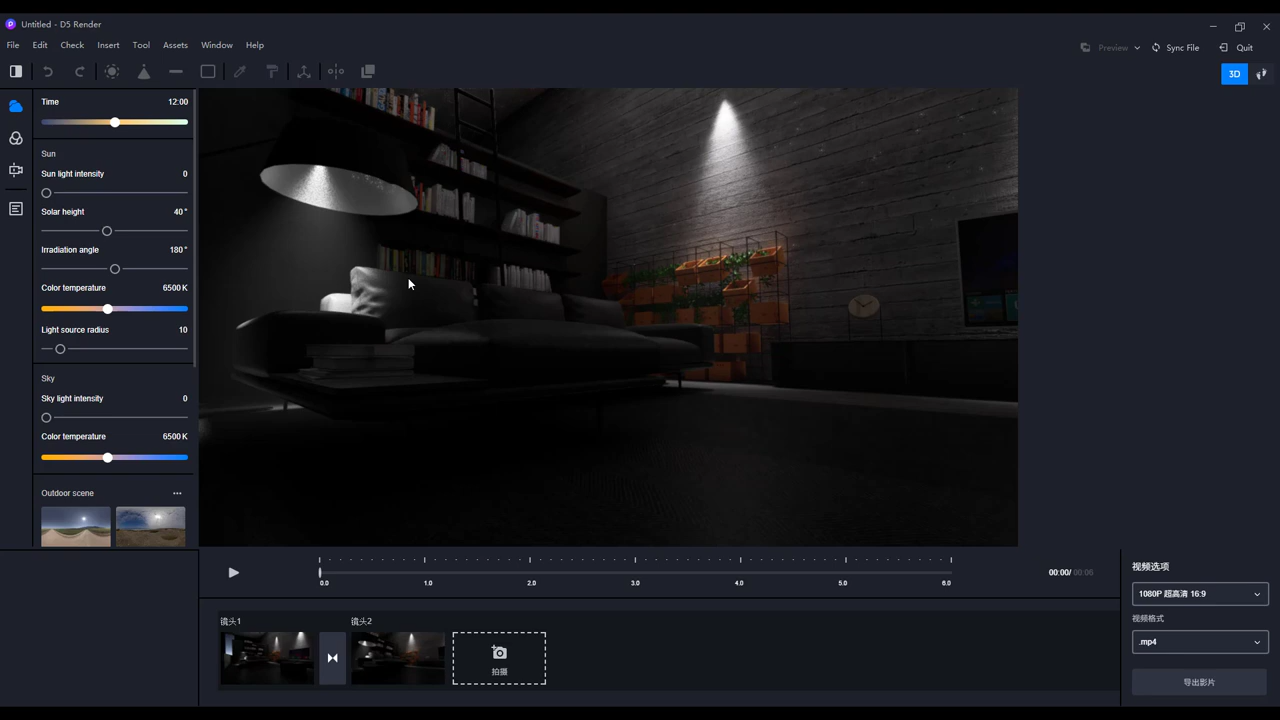 Untitled - D5 Render
File Edit Check Insert Tool Assets Window Help
Preview Sync File Quit
3D
Time 12:00
Sun
Sun light intensity 0
Solar height 40°
Irradiation angle 180°
Color temperature 6500 K
Light source radius 10
Sky
Sky light intensity 0
Color temperature 6500 K
Outdoor scene
0.0 1.0 2.0 3.0 4.0 5.0 6.0
00:00/ 00:06
镜头1 镜头2
拍摄
视频选项
1080P 超高清 16:9
视频格式
.mp4
导出影片